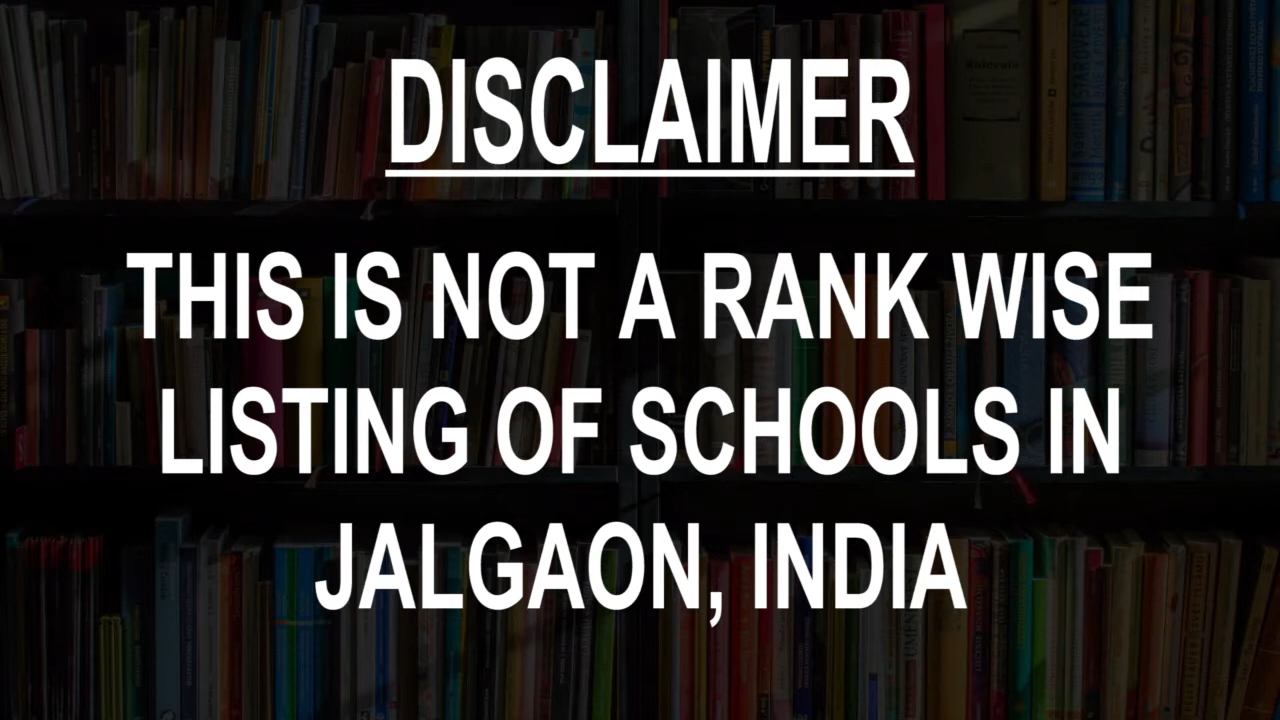 DISCLAIMER
THIS IS NOT A RANK WISE
LISTING OF SCHOOLS IN
JALGAON, INDIA